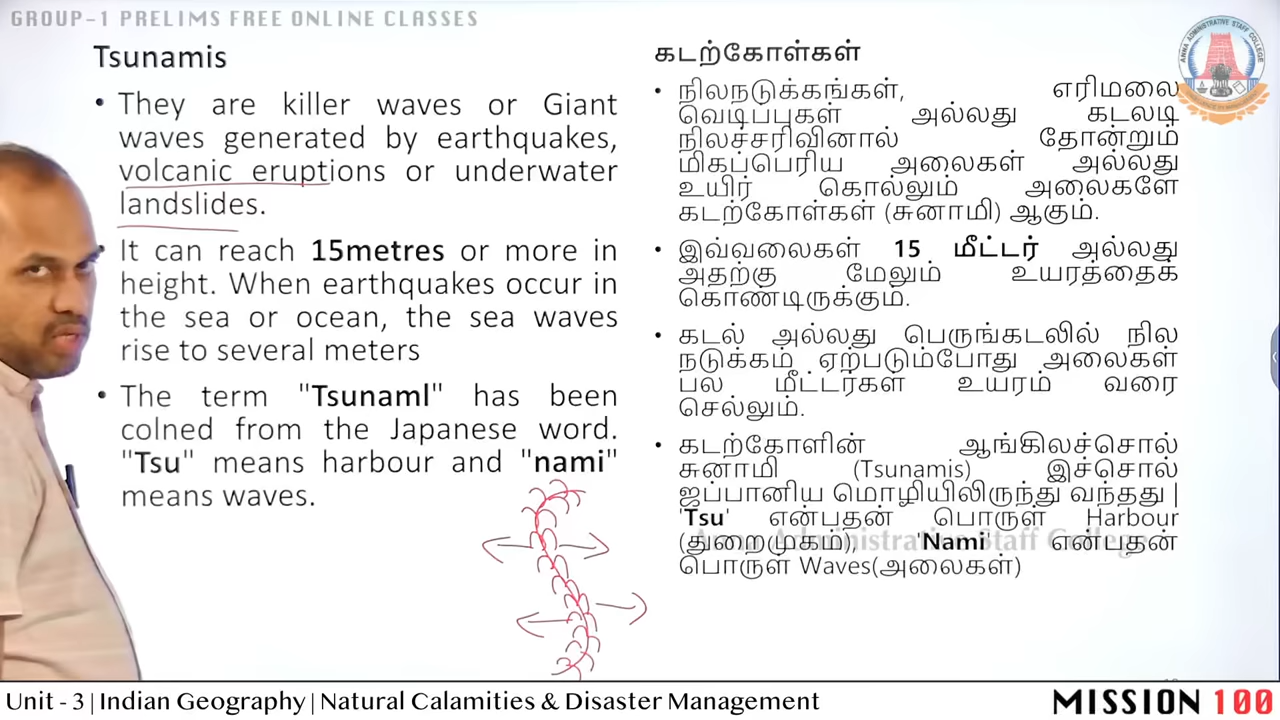 GROUP-1 PRELIMS FREE ONLINE CLASSES
Tsunamis
• They are killer waves or Giant
waves generated by earthquakes,
volcanic eruptions or underwater
landslides.
• It can reach 15metres or more in
height. When earthquakes occur in
the sea or ocean, the sea waves
rise to several meters
• The term "Tsunaml" has been
colned from the Japanese word.
"Tsu" means harbour and "nami"
means waves.
கடற்கோள்கள்
• நிலநடுக்கங்கள், எரிமலை
வெடிப்புகள் அல்லது கடலடி
நிலச்சரிவினால் தோன்றும்
மிகப்பெரிய அலைகள் அல்லது
உயிர் கொல்லும் அலைகளே
கடற்கோள்கள் (சுனாமி) ஆகும்.
• இவ்வலைகள் 15 மீட்டர் அல்லது
அதற்கு மேலும் உயரத்தைக்
கொண்டிருக்கும்.
• கடல் அல்லது பெருங்கடலில் நில
நடுக்கம் ஏற்படும்போது அலைகள்
பல மீட்டர்கள் உயரம் வரை
செல்லும்.
• கடற்கோளின் ஆங்கிலச்சொல்
சுனாமி (Tsunamis) இச்சொல்
ஜப்பானிய மொழியிலிருந்து வந்தது |
'Tsu' என்பதன் பொருள் Harbour
(துறைமுகம்), 'Nami' என்பதன்
பொருள் Waves(அலைகள்)
ANNA ADMINISTRATIVE STAFF COLLEGE
Unit - 3 | Indian Geography | Natural Calamities & Disaster Management
MISSION 100